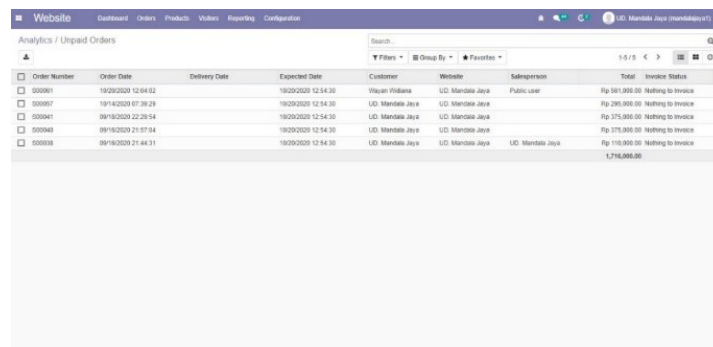 Website Dashboard Orders Products Visitors Reporting Configuration UD. Mandala Jaya (mandalajaya1)
Analytics / Unpaid Orders Search...
Filters Group By Favorites 1-5 / 5
Order Number Order Date Delivery Date Expected Date Customer Website Salesperson Total Invoice Status
S00061 10/20/2020 12:04:02 10/20/2020 12:54:30 Wayan Widiana UD. Mandala Jaya Public user Rp 561,000.00 Nothing to Invoice
S00057 10/14/2020 07:39:29 10/20/2020 12:54:30 UD. Mandala Jaya UD. Mandala Jaya Rp 295,000.00 Nothing to Invoice
S00041 09/18/2020 22:29:54 10/20/2020 12:54:30 UD. Mandala Jaya UD. Mandala Jaya Rp 375,000.00 Nothing to Invoice
S00040 21:57:04 10/20/2020 12:54:30 UD. Mandala Jaya UD. Mandala Jaya Rp 375,000.00 Nothing to Invoice
S00038 21:44:31 10/20/2020 12:54:30 UD. Mandala Jaya UD. Mandala Jaya UD. Mandala Jaya Rp 110,000.00 Nothing to Invoice
1,716,000.00